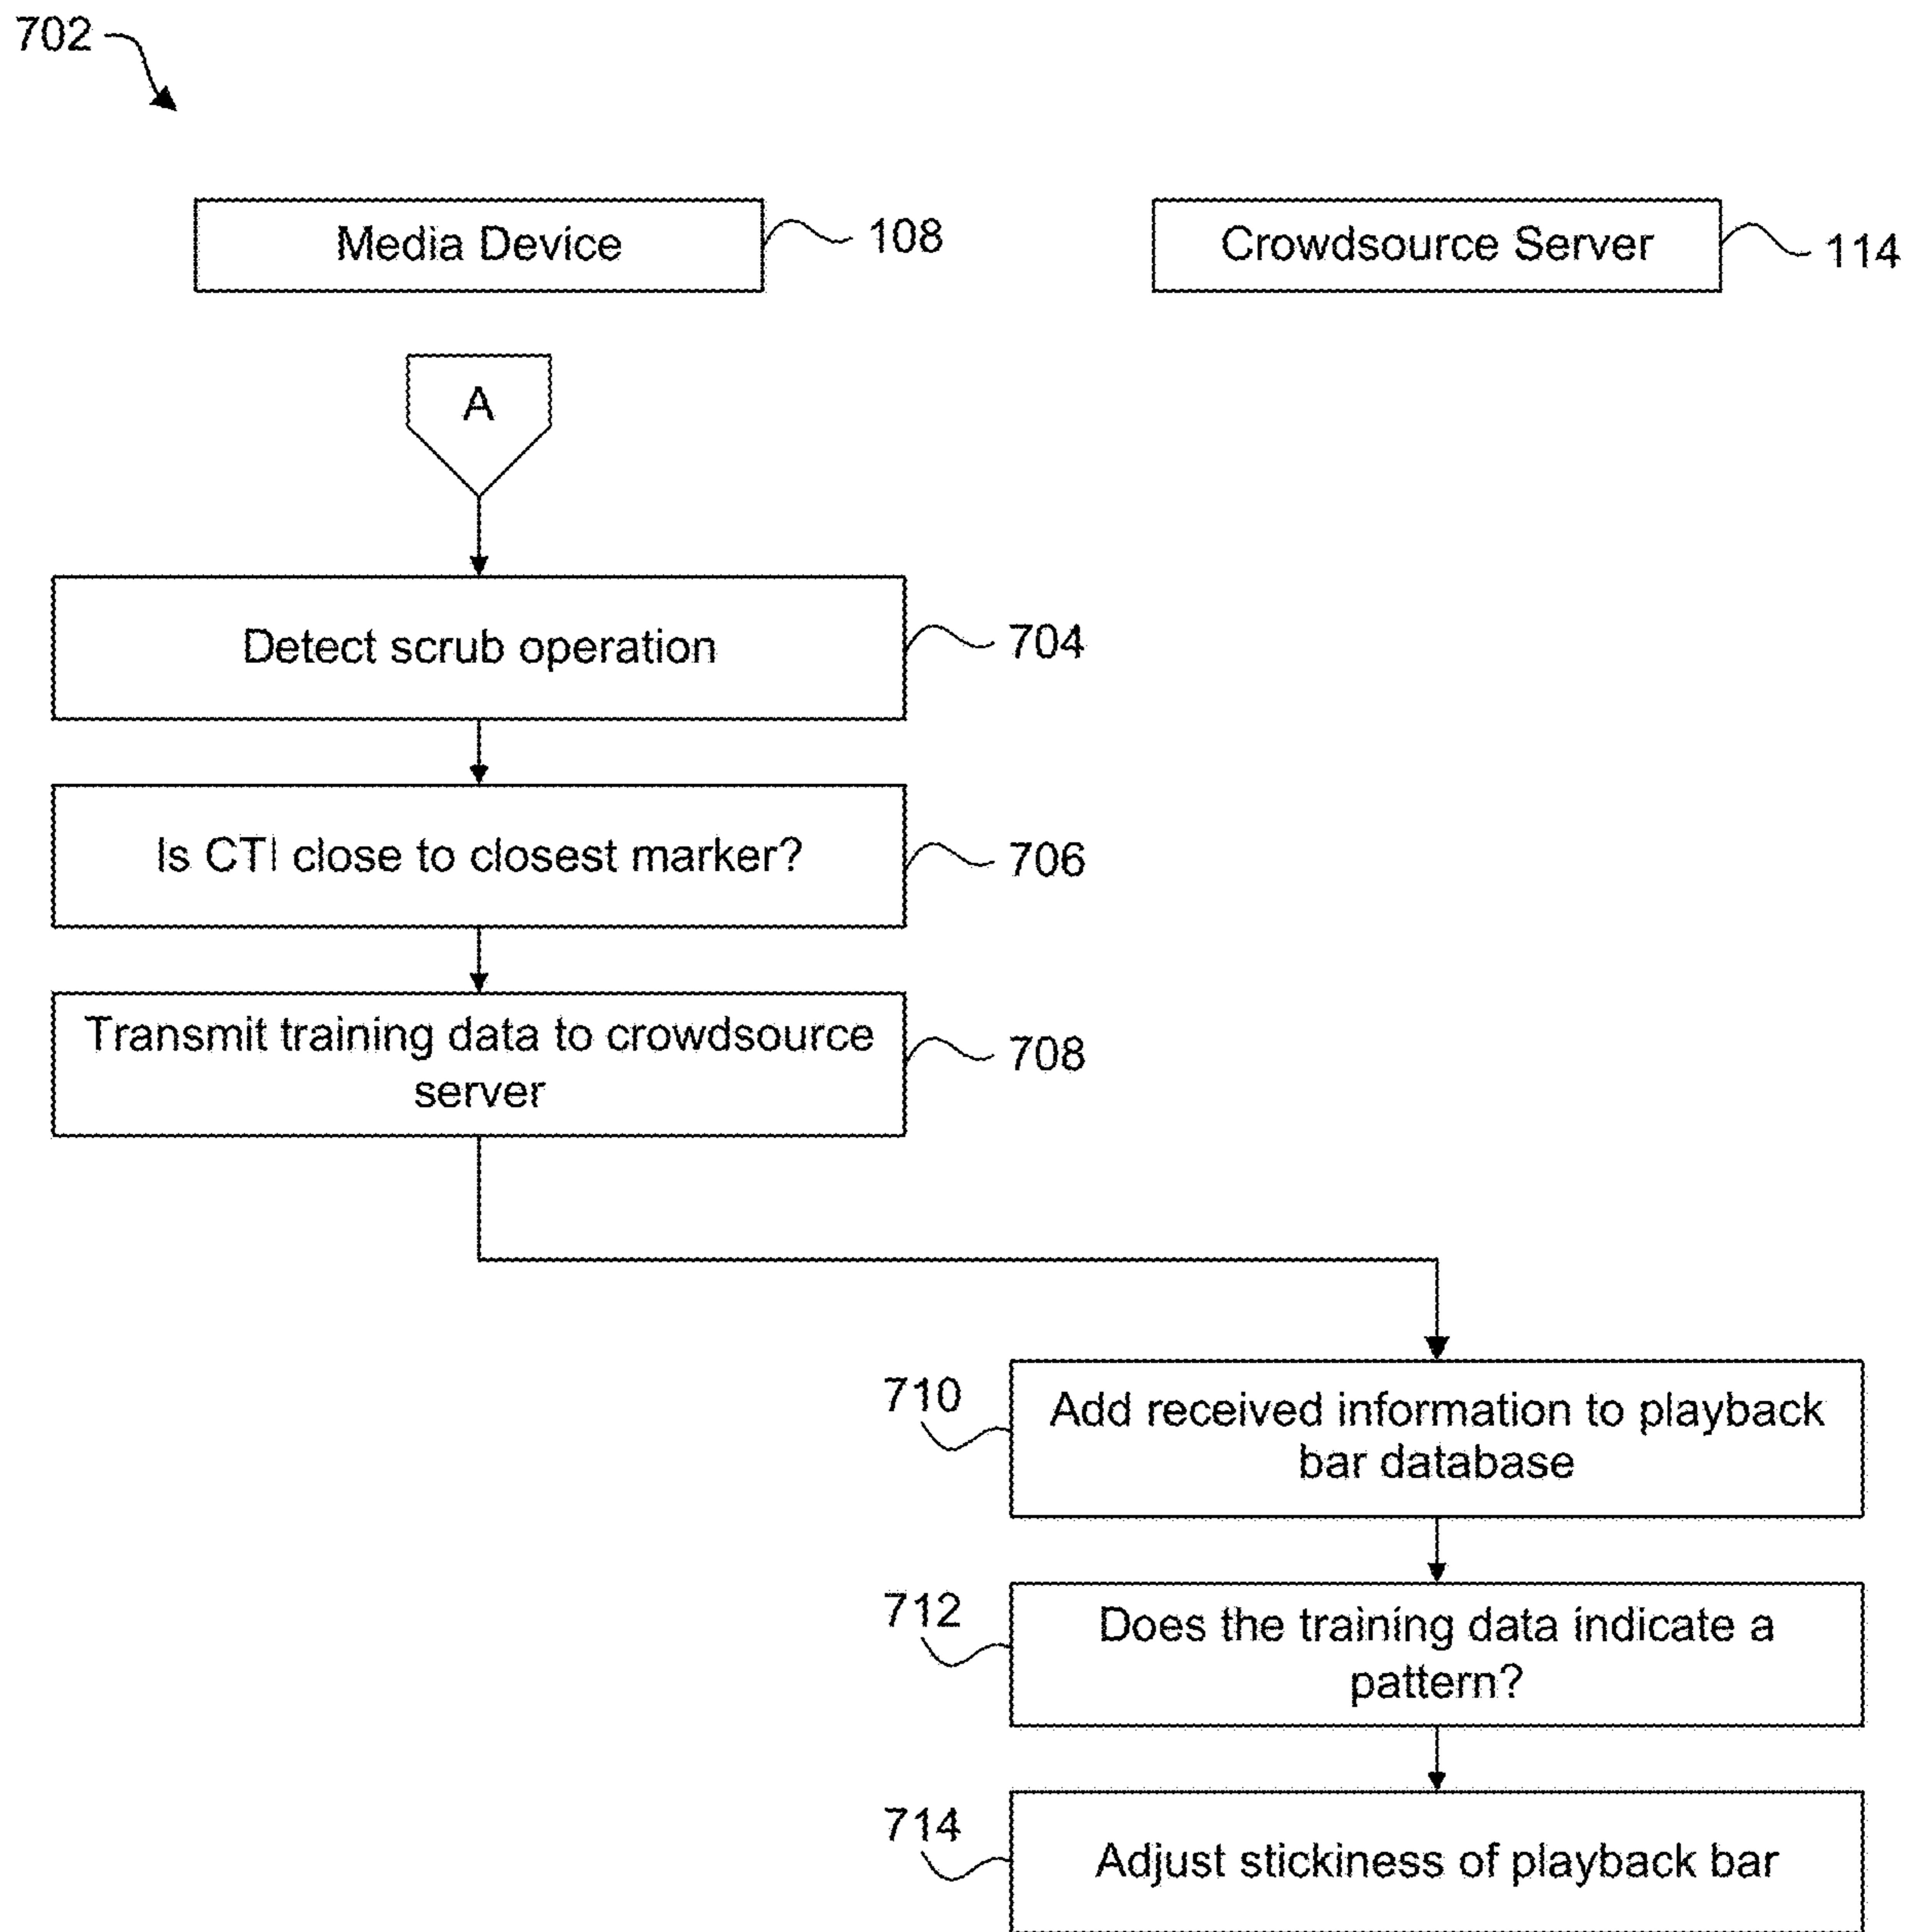 702
Media Device
108
Crowdsource Server
114
A
Detect scrub operation
704
Is CTI close to closest marker?
706
Transmit training data to crowdsource
server
708
710
Add received information to playback
bar database
712
Does the training data indicate a
pattern?
714
Adjust stickiness of playback bar